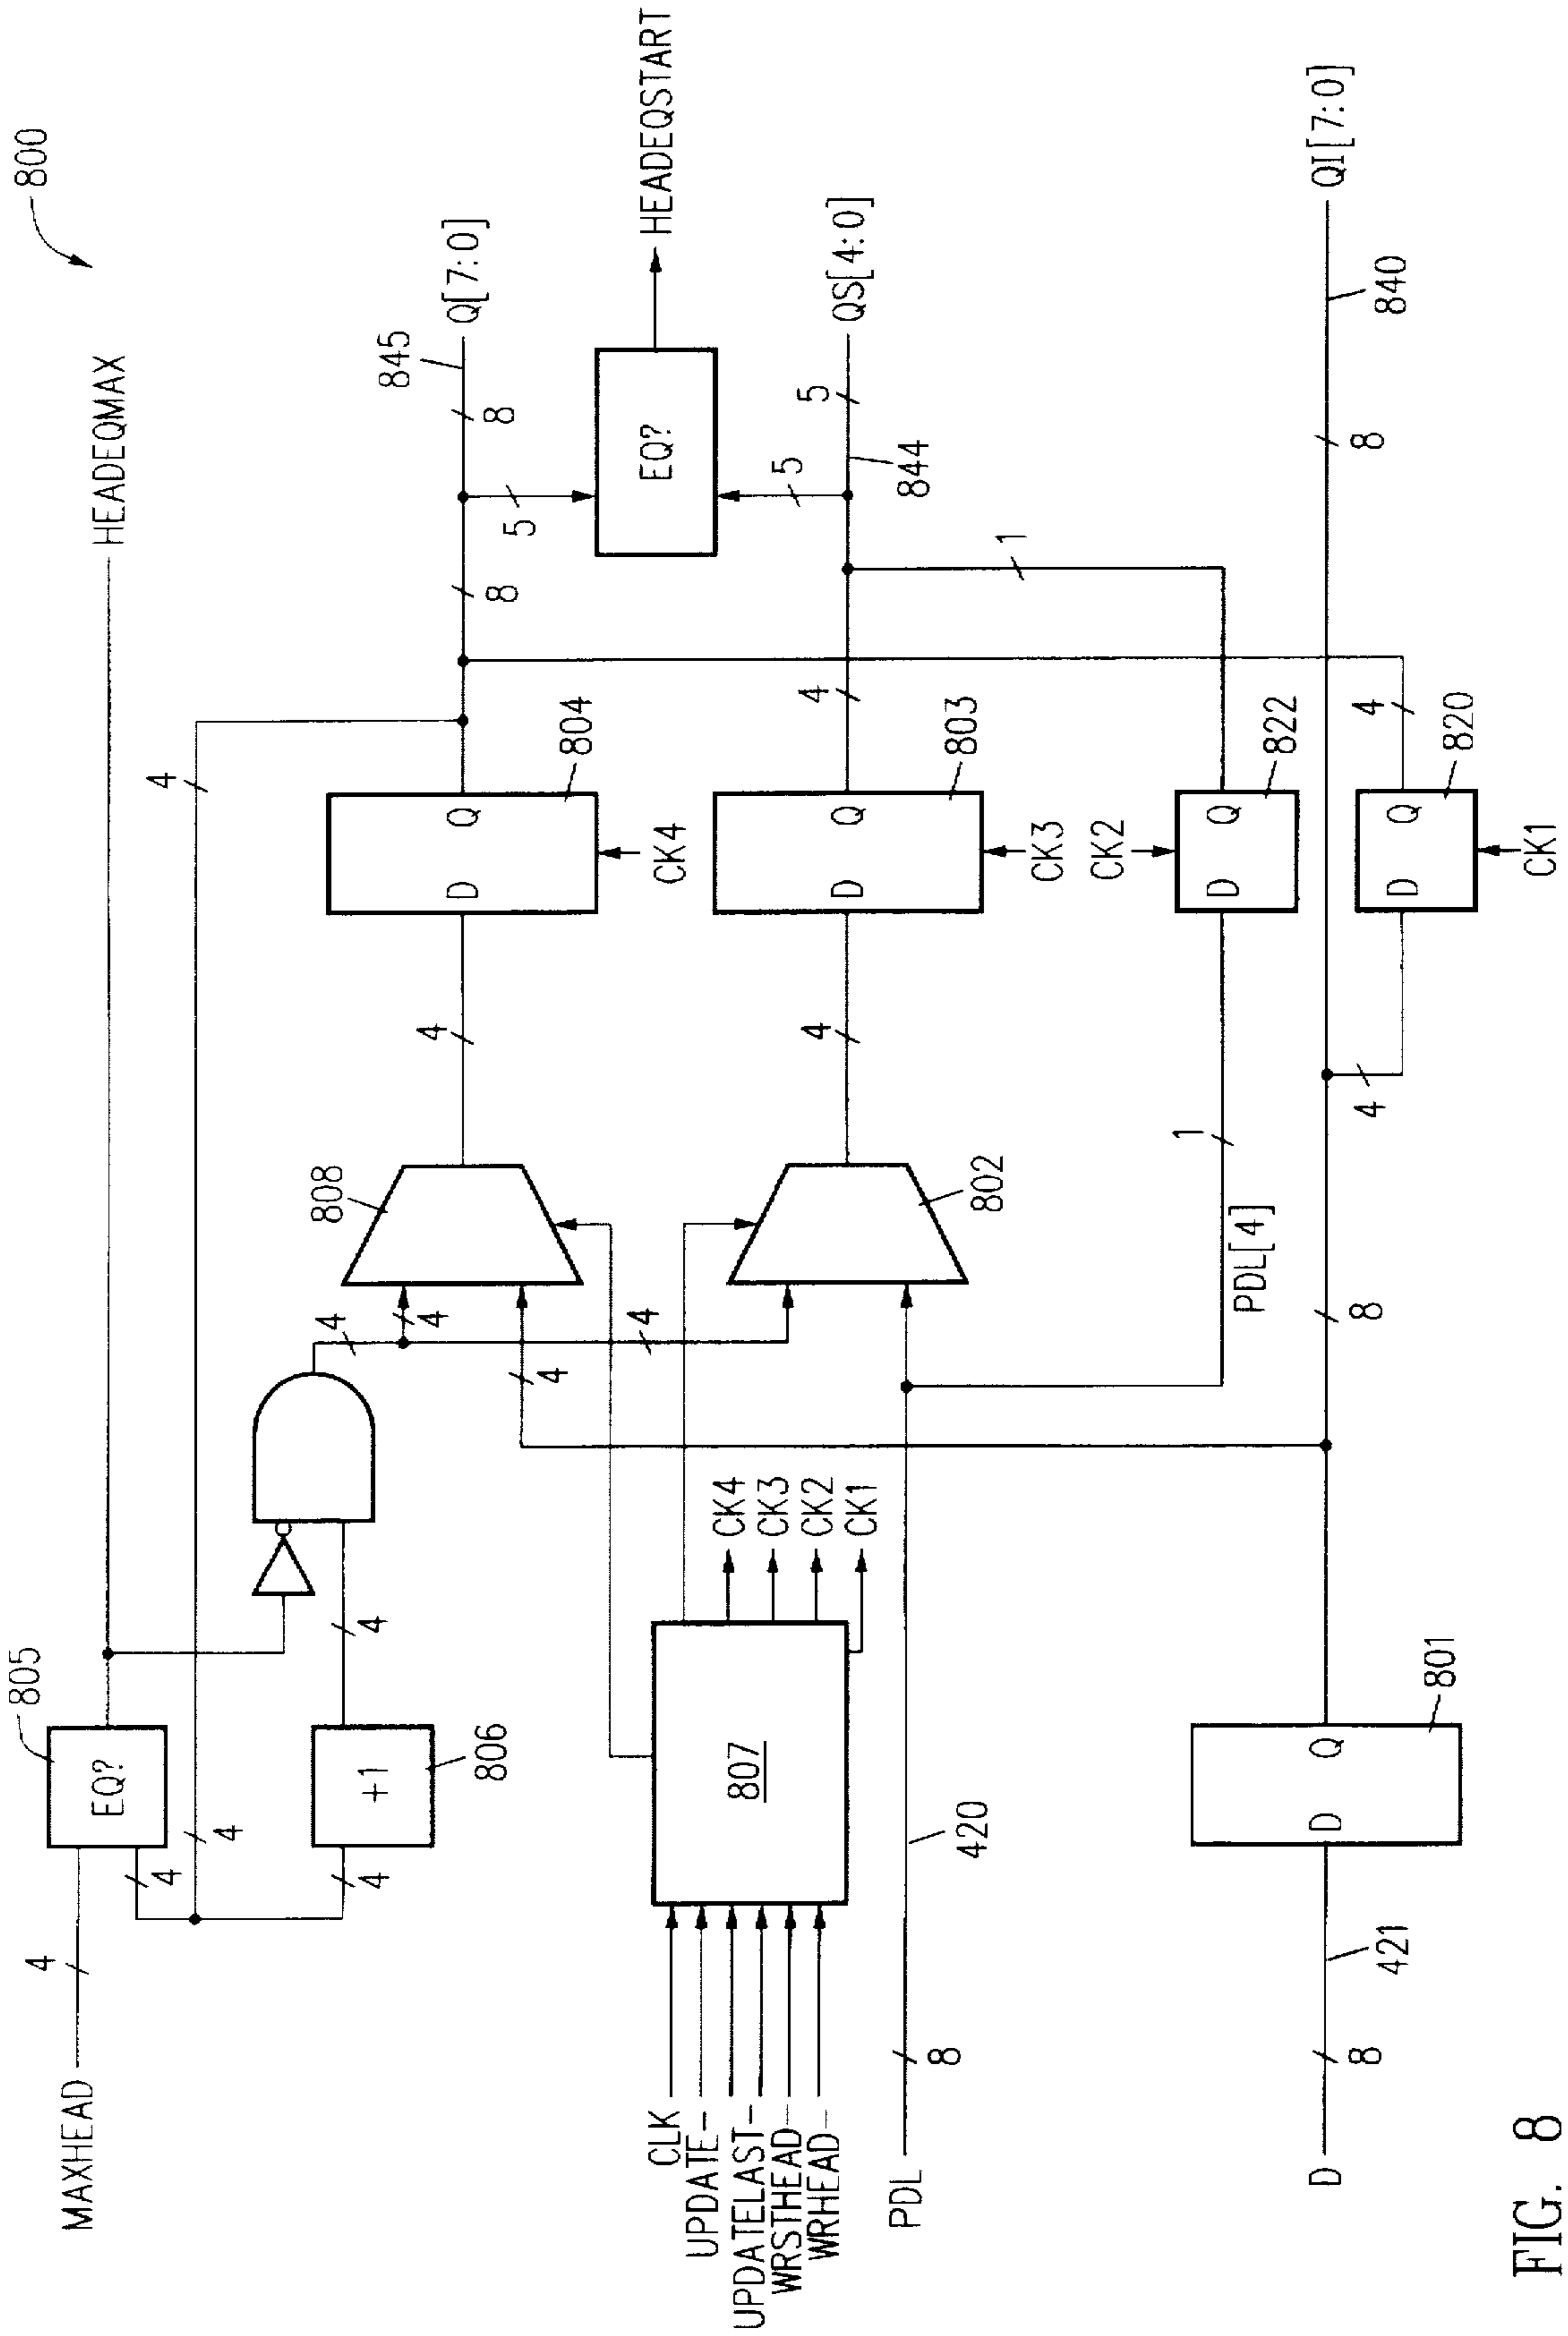 800
HEADEQMAX
HEADEQSTART
Q[7:0]
QS[4:0]
QI[7:0]
845
8
5
EQ?
5
5
844
840
8
8
1
4
4
4
804
803
822
820
Q
D
CK4
Q
D
CK3
CK2
Q
D
Q
D
CK1
4
4
1
4
808
802
PDL[4]
4
4
4
4
8
CK4
CK3
CK2
CK1
4
805
EQ?
+1
806
807
801
Q
D
4
4
4
4
420
421
MAXHEAD
CLK
UPDATE
UPDATELAST
WRSTHEAD
WRHEAD
PDL
8
D
8
FIG. 8